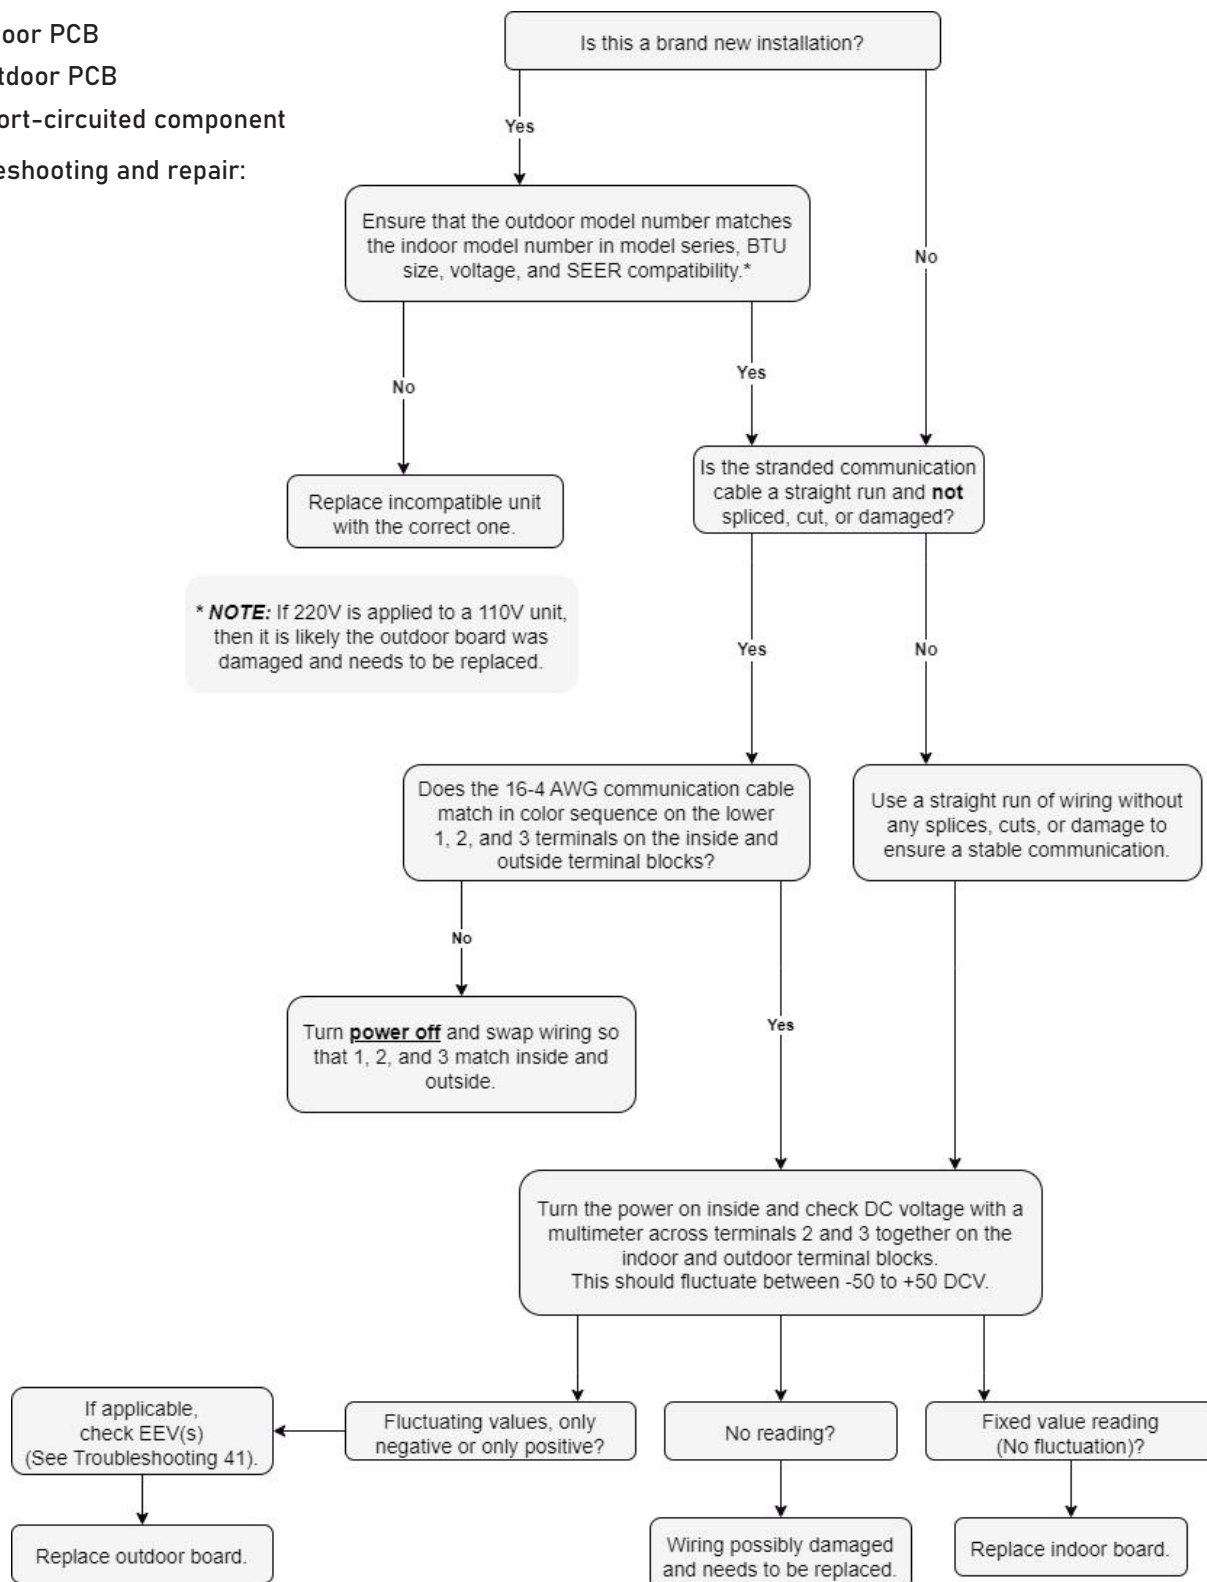 oor PCB
tdoor PCB
ort-circuited component
eshooting and repair:
Is this a brand new installation?
Yes
No
Ensure that the outdoor model number matches
the indoor model number in model series, BTU
size, voltage, and SEER compatibility.*
No
Yes
Replace incompatible unit
with the correct one.
Is the stranded communication
cable a straight run and not
spliced, cut, or damaged?
* NOTE: If 220V is applied to a 110V unit,
then it is likely the outdoor board was
damaged and needs to be replaced.
Yes
No
Does the 16-4 AWG communication cable
match in color sequence on the lower
1, 2, and 3 terminals on the inside and
outside terminal blocks?
Use a straight run of wiring without
any splices, cuts, or damage to
ensure a stable communication.
No
Yes
Turn power off and swap wiring so
that 1, 2, and 3 match inside and
outside.
Turn the power on inside and check DC voltage with a
multimeter across terminals 2 and 3 together on the
indoor and outdoor terminal blocks.
This should fluctuate between -50 to +50 DCV.
If applicable,
check EEV(s)
(See Troubleshooting 41).
Fluctuating values, only
negative or only positive?
No reading?
Fixed value reading
(No fluctuation)?
Replace outdoor board.
Wiring possibly damaged
and needs to be replaced.
Replace indoor board.